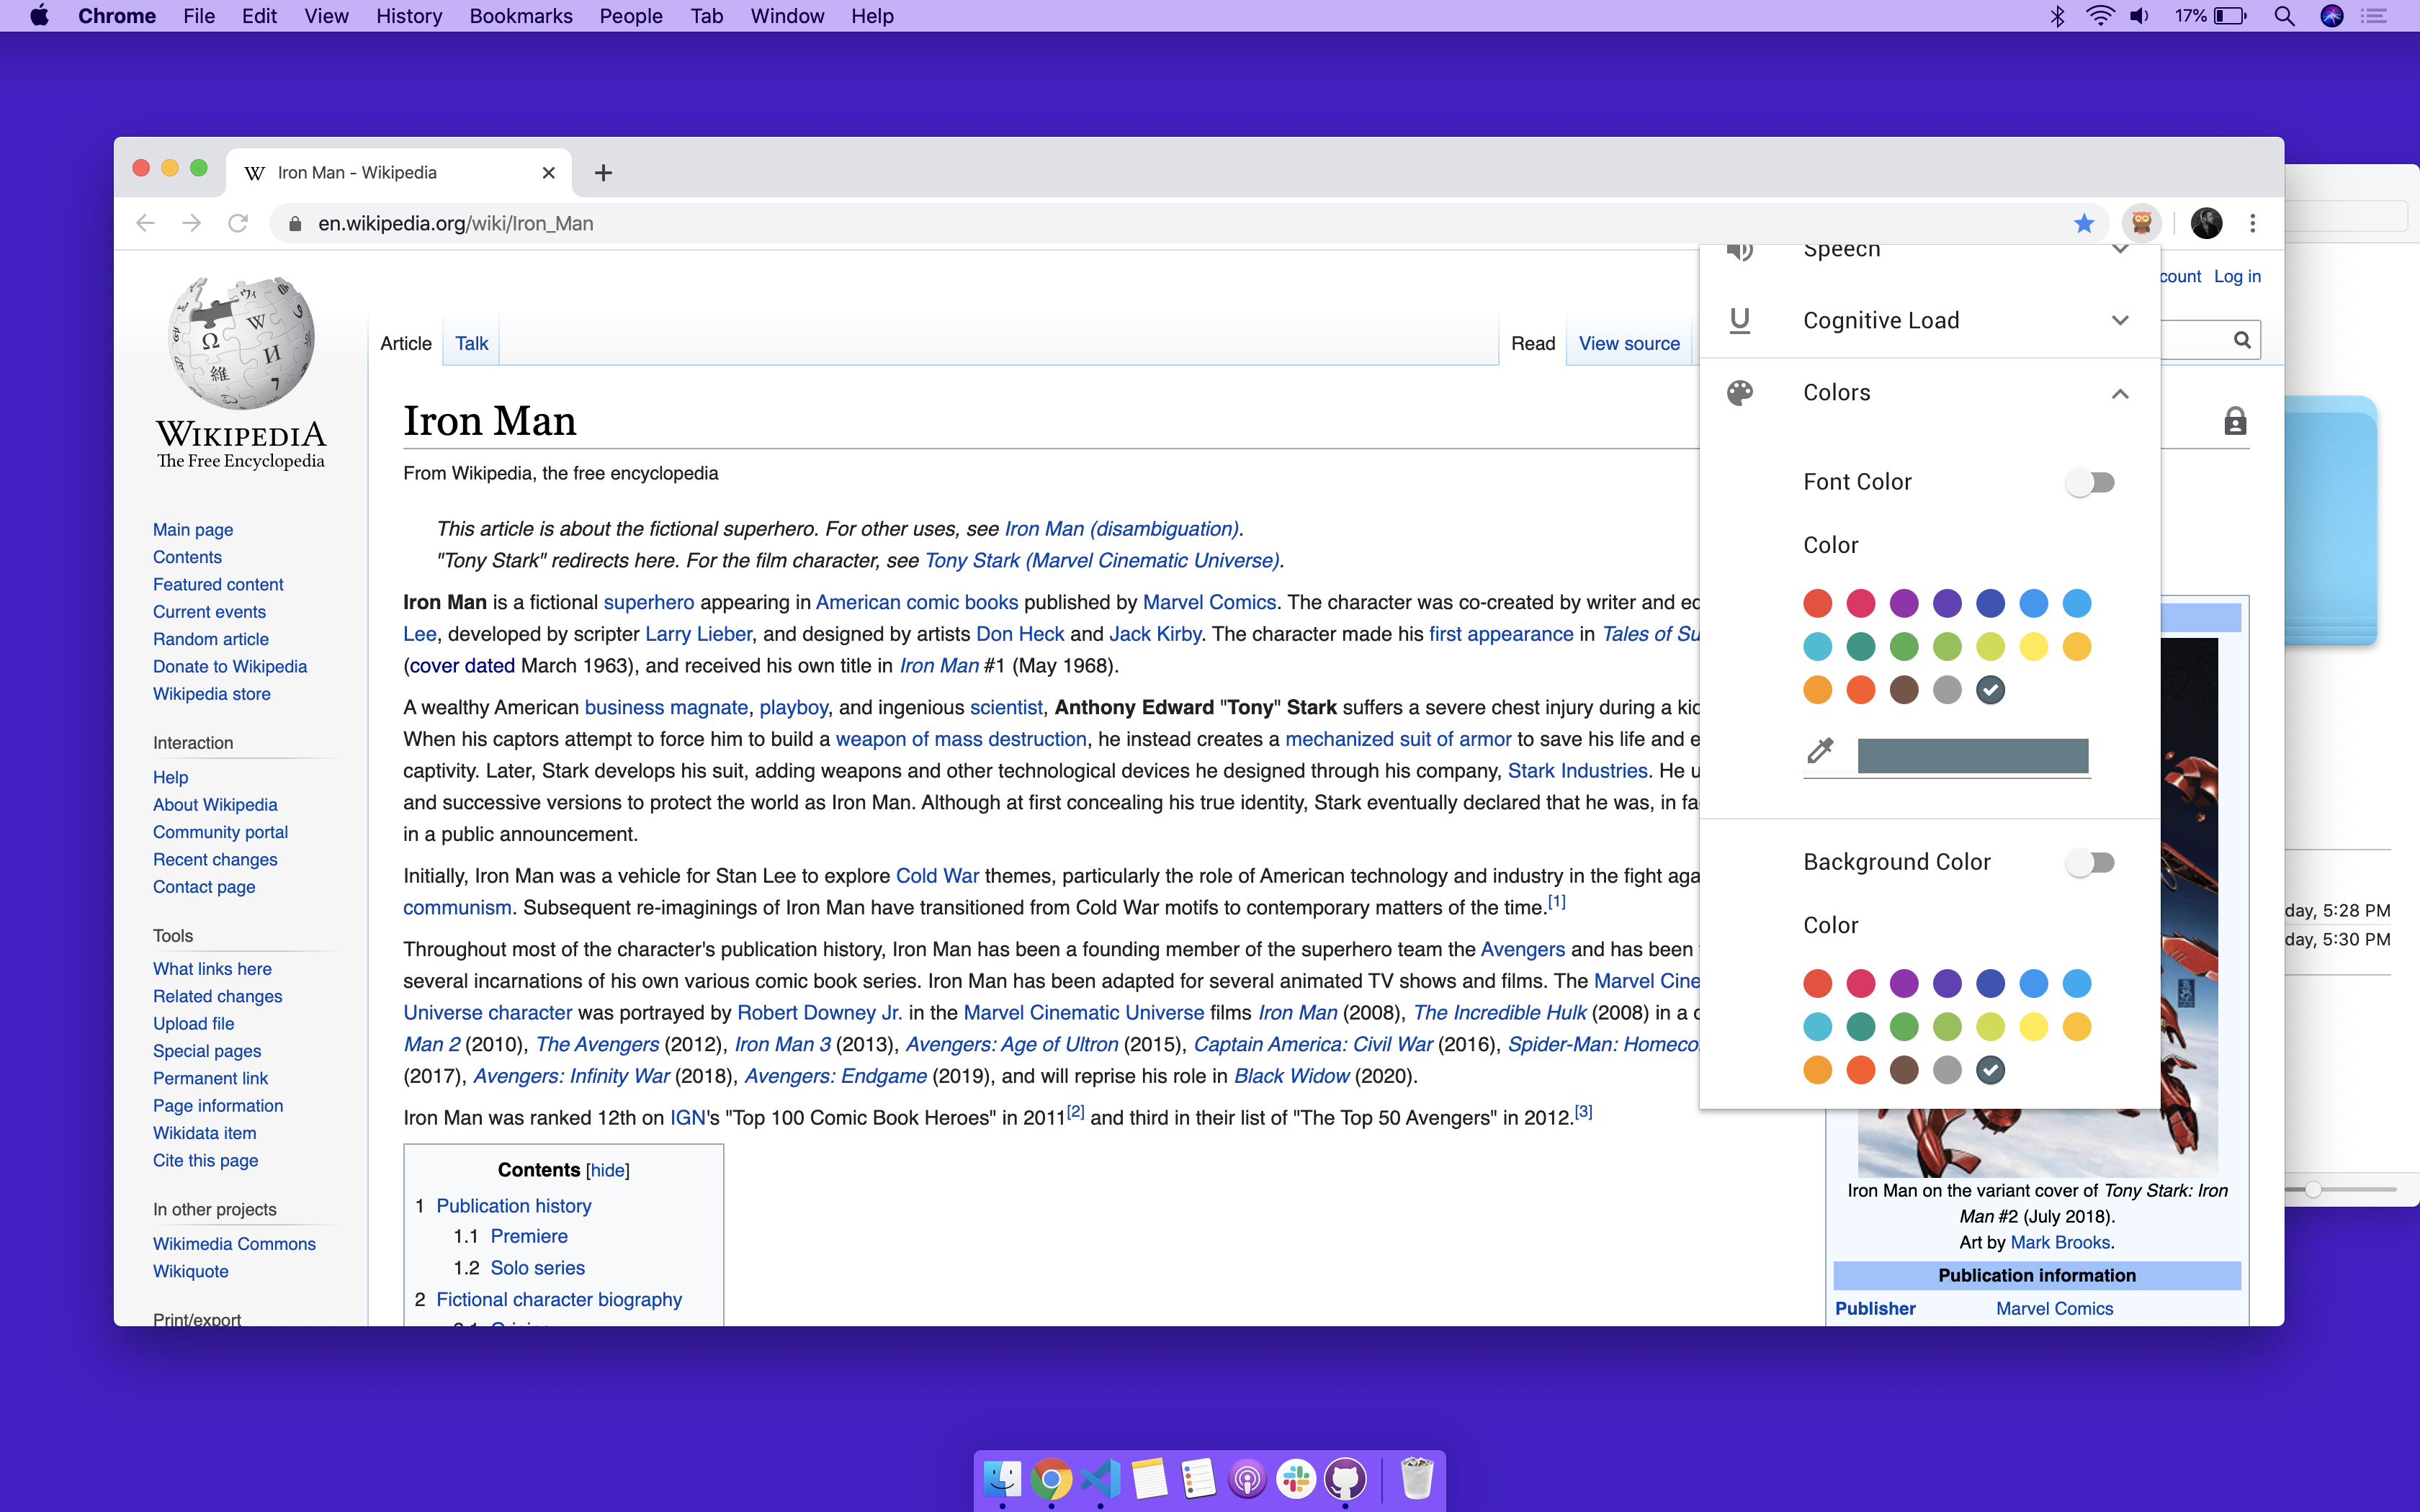 Chrome File Edit View History Bookmarks People Tab Window Help 17%
Iron Man - Wikipedia
en.wikipedia.org/wiki/Iron_Man
count Log in
WIKIPEDIA
The Free Encyclopedia
Main page
Contents
Featured content
Current events
Random article
Donate to Wikipedia
Wikipedia store
Interaction
Help
About Wikipedia
Community portal
Recent changes
Contact page
Tools
What links here
Related changes
Upload file
Special pages
Permanent link
Page information
Wikidata item
Cite this page
In other projects
Wikimedia Commons
Wikiquote
Print/export
Article Talk Read View source
Iron Man
From Wikipedia, the free encyclopedia
This article is about the fictional superhero. For other uses, see Iron Man (disambiguation).
"Tony Stark" redirects here. For the film character, see Tony Stark (Marvel Cinematic Universe).
Iron Man is a fictional superhero appearing in American comic books published by Marvel Comics. The character was co-created by writer and ed
Lee, developed by scripter Larry Lieber, and designed by artists Don Heck and Jack Kirby. The character made his first appearance in Tales of Su
(cover dated March 1963), and received his own title in Iron Man #1 (May 1968).
A wealthy American business magnate, playboy, and ingenious scientist, Anthony Edward "Tony" Stark suffers a severe chest injury during a kid
When his captors attempt to force him to build a weapon of mass destruction, he instead creates a mechanized suit of armor to save his life and e
captivity. Later, Stark develops his suit, adding weapons and other technological devices he designed through his company, Stark Industries. He u
and successive versions to protect the world as Iron Man. Although at first concealing his true identity, Stark eventually declared that he was, in fa
in a public announcement.
Initially, Iron Man was a vehicle for Stan Lee to explore Cold War themes, particularly the role of American technology and industry in the fight aga
communism. Subsequent re-imaginings of Iron Man have transitioned from Cold War motifs to contemporary matters of the time.[1]
Throughout most of the character's publication history, Iron Man has been a founding member of the superhero team the Avengers and has been
several incarnations of his own various comic book series. Iron Man has been adapted for several animated TV shows and films. The Marvel Cine
Universe character was portrayed by Robert Downey Jr. in the Marvel Cinematic Universe films Iron Man (2008), The Incredible Hulk (2008) in a c
Man 2 (2010), The Avengers (2012), Iron Man 3 (2013), Avengers: Age of Ultron (2015), Captain America: Civil War (2016), Spider-Man: Homeco
(2017), Avengers: Infinity War (2018), Avengers: Endgame (2019), and will reprise his role in Black Widow (2020).
Iron Man was ranked 12th on IGN's "Top 100 Comic Book Heroes" in 2011[2] and third in their list of "The Top 50 Avengers" in 2012.[3]
Contents [hide]
1 Publication history
1.1 Premiere
1.2 Solo series
2 Fictional character biography
Speech
Cognitive Load
Colors
Font Color
Color
Background Color
Color
Iron Man on the variant cover of Tony Stark: Iron
Man #2 (July 2018).
Art by Mark Brooks.
Publication information
Publisher Marvel Comics
day, 5:28 PM
day, 5:30 PM